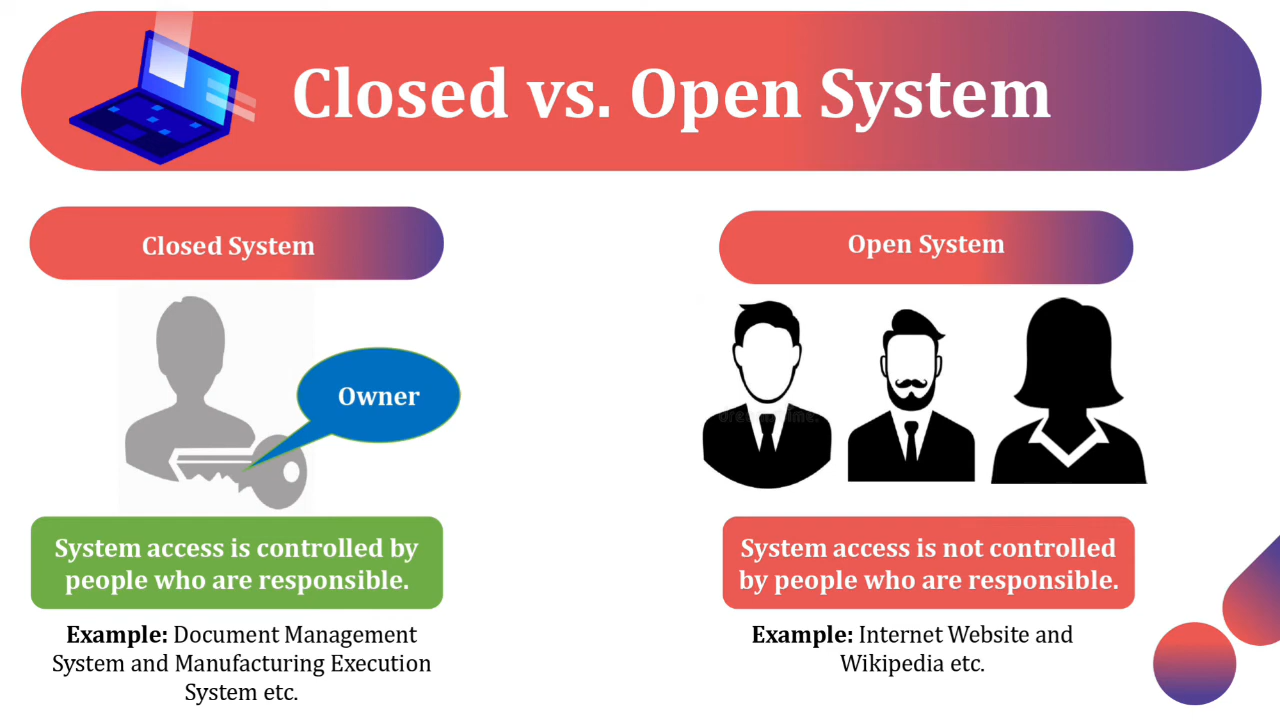 Closed vs. Open System
Closed System
Owner
System access is controlled by
people who are responsible.
Example: Document Management
System and Manufacturing Execution
System etc.
Open System
System access is not controlled
by people who are responsible.
Example: Internet Website and
Wikipedia etc.